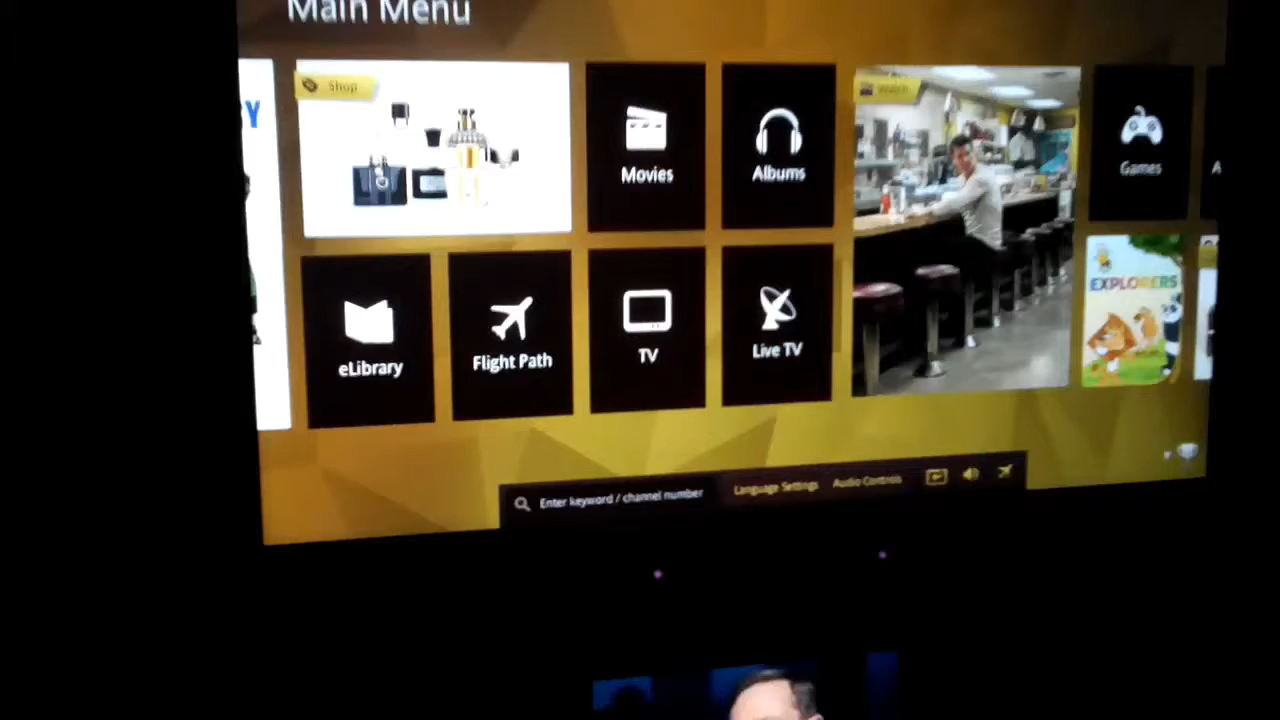 Main Menu
Y
Shop
Movies
Albums
Watch
Games
A
eLibrary
Flight Path
TV
Live TV
EXPLORERS
Enter keyword / channel number
Language Settings
Audio Controls